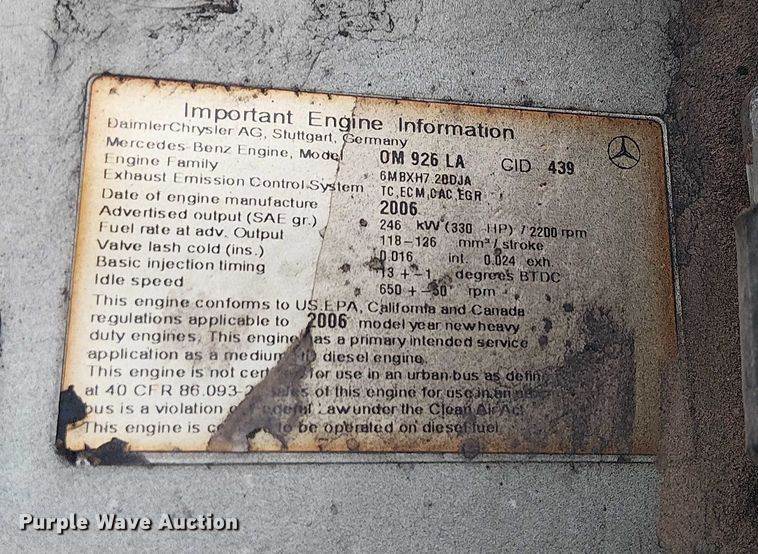 Important Engine Information
DaimlerChrysler AG, Stuttgart, Germany
Mercedes-Benz Engine, Model OM 926 LA CID 439
Engine Family 6MBXH7.2BDJA
Exhaust Emission Control System TC,ECM,CAC,EGR
Date of engine manufacture 2006
Advertised output (SAE gr.) 246 kW (330 HP) / 2200 rpm
Fuel rate at adv. Output 118-126 mm³/stroke
Valve lash cold (ins.) 0.016 int. 0.024 exh
Basic injection timing 13 +-1 degrees BTDC
Idle speed 650 +-50 rpm
This engine conforms to US.EPA, California and Canada
regulations applicable to 2006 model year new heavy
duty engines. This engine has a primary intended service
application as a medium diesel engine.
This engine is not for use in an urban bus as
at 40 CFR 86.093- of this engine for use in an
bus is a violation Law under the Clean Air Act
This engine is to be operated on diesel fuel
Purple Wave Auction